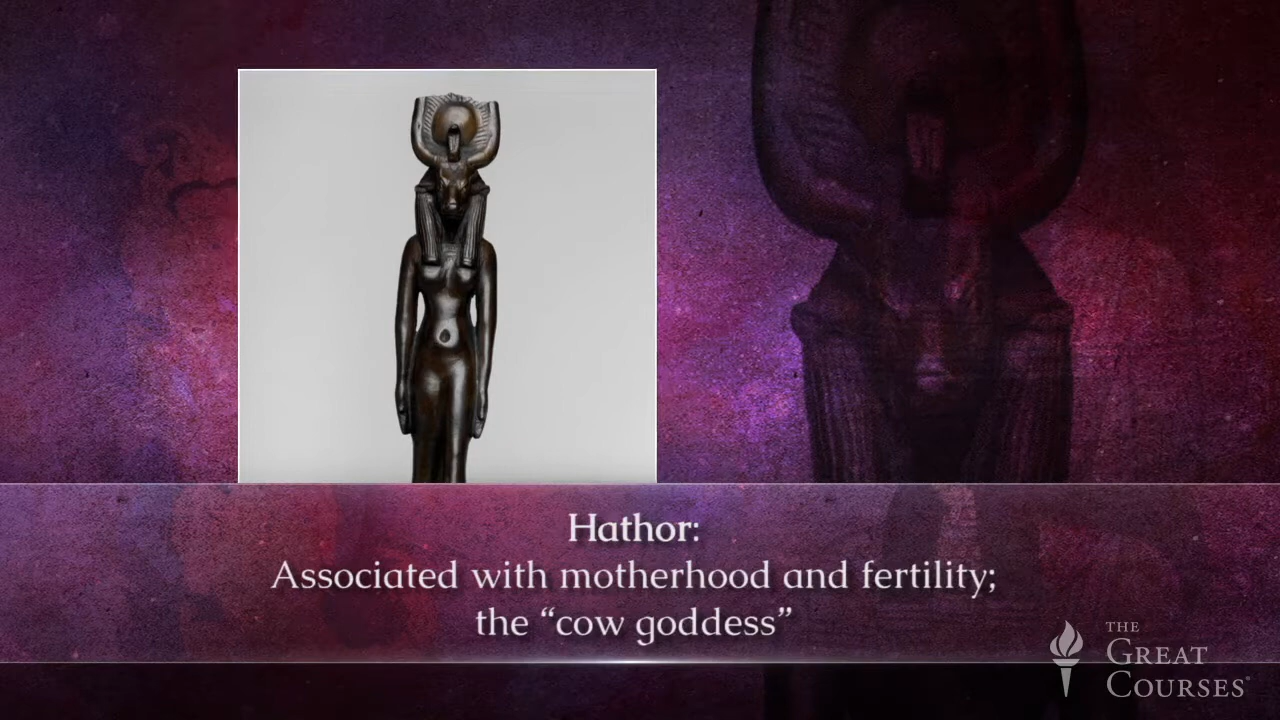 Hathor:
Associated with motherhood and fertility;
the “cow goddess”
THE
GREAT
COURSES®